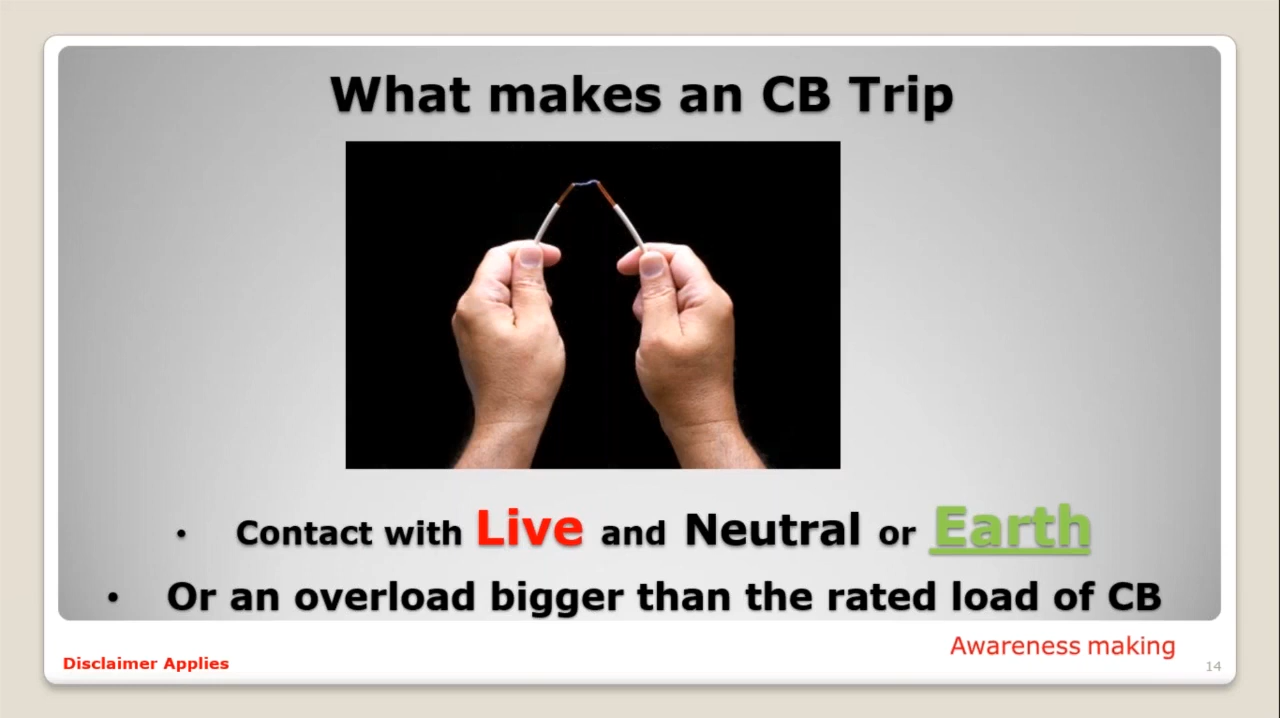 What makes an CB Trip
• Contact with Live and Neutral or Earth
• Or an overload bigger than the rated load of CB
Awareness making
Disclaimer Applies
14